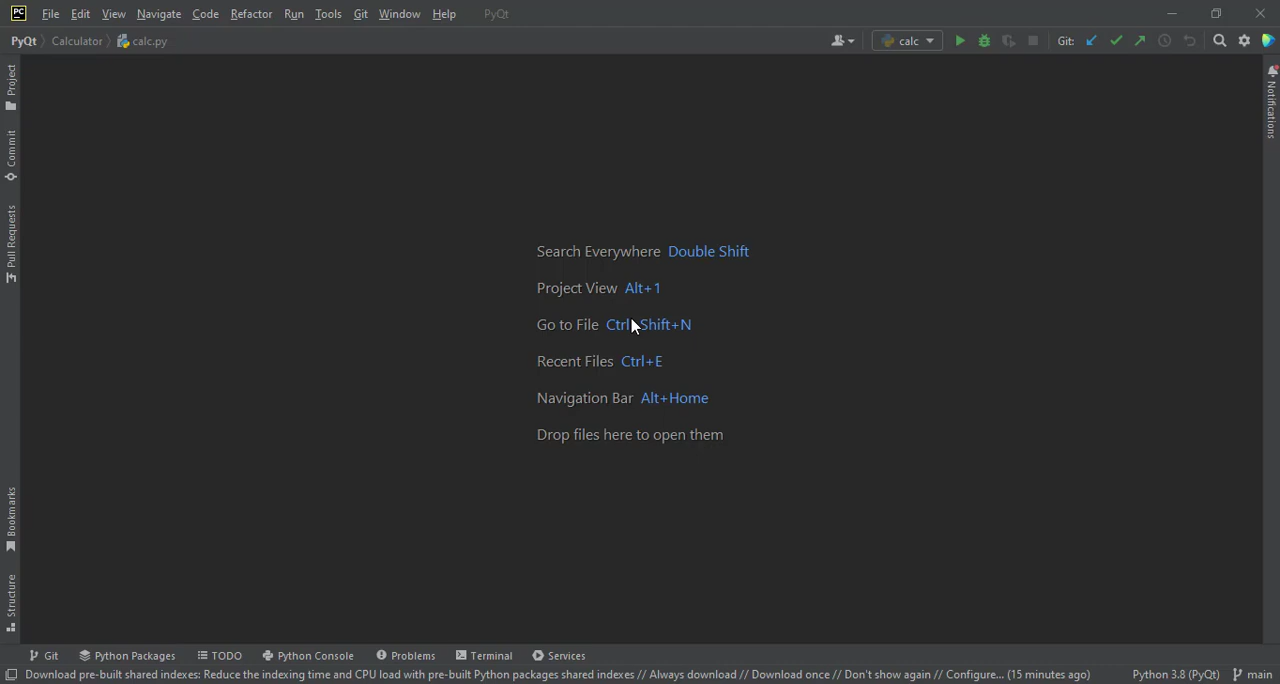 PC File Edit View Navigate Code Refactor Run Tools Git Window Help PyQt
PyQt Calculator calc.py calc Git:
Project
Commit
Pull Requests
Bookmarks
Structure
Notifications
Search Everywhere Double Shift
Project View Alt+1
Go to File Ctrl+Shift+N
Recent Files Ctrl+E
Navigation Bar Alt+Home
Drop files here to open them
Git Python Packages TODO Python Console Problems Terminal Services
Download pre-built shared indexes: Reduce the indexing time and CPU load with pre-built Python packages shared indexes // Always download // Download once // Don't show again // Configure... (15 minutes ago) Python 3.8 (PyQt) main